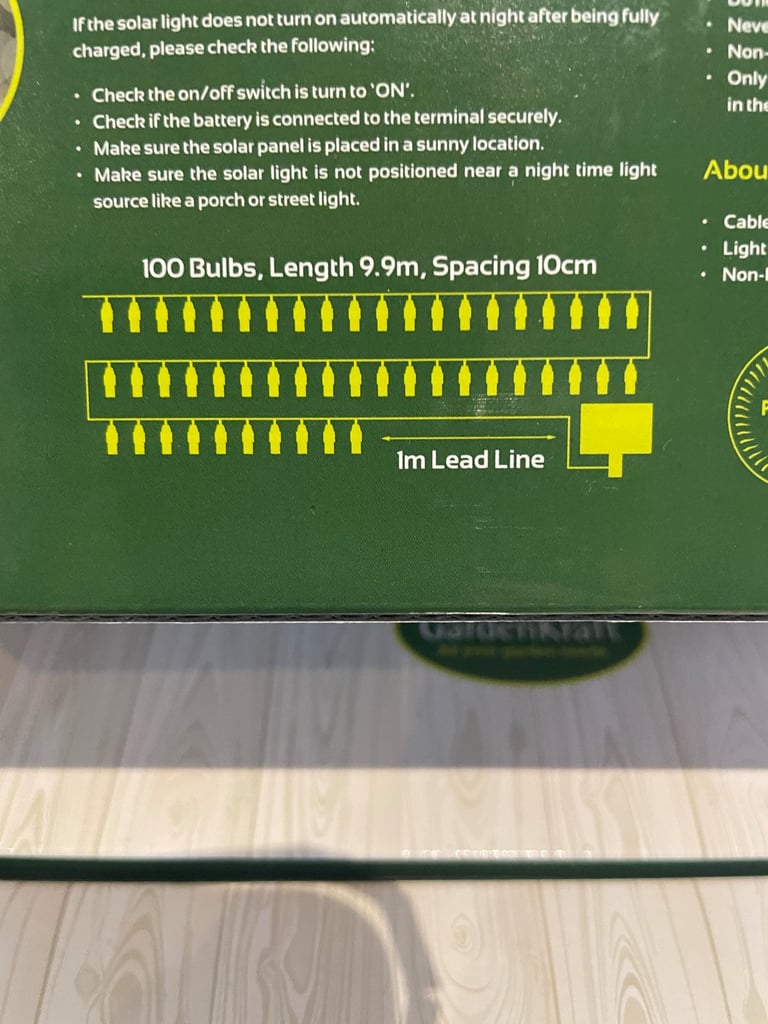 If the solar light does not turn on automatically at night after being fully
charged, please check the following:
• Check the on/off switch is turn to 'ON'.
• Check if the battery is connected to the terminal securely.
• Make sure the solar panel is placed in a sunny location.
• Make sure the solar light is not positioned near a night time light
source like a porch or street light.
100 Bulbs, Length 9.9m, Spacing 10cm
1m Lead Line
• Neve
• Non-
• Only
in the
Abou
• Cable
• Light
• Non-
GardenKraft